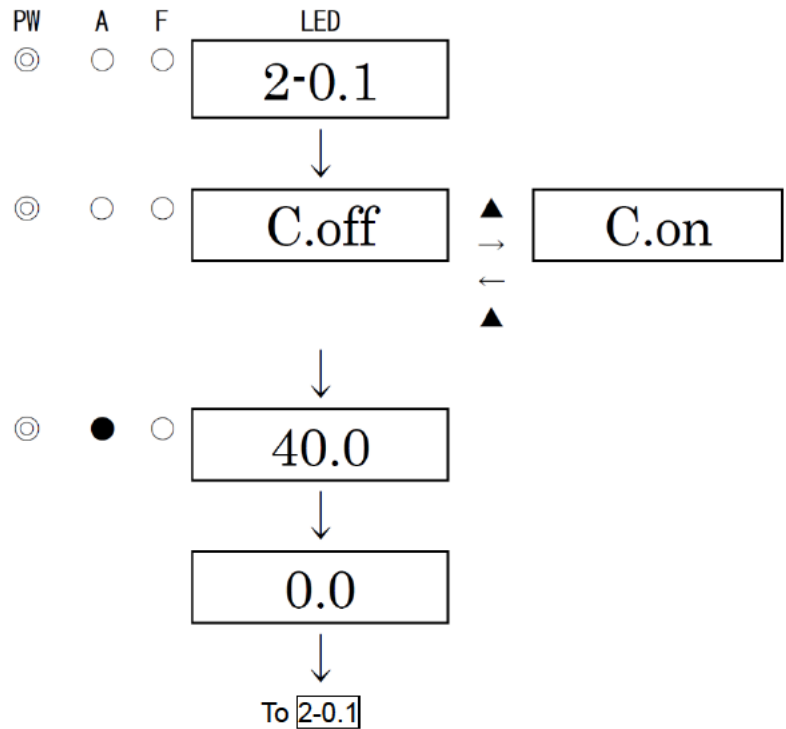 PW A F LED
2-0.1
C.off ▲ C.on
→
←
▲
40.0
0.0
To 2-0.1